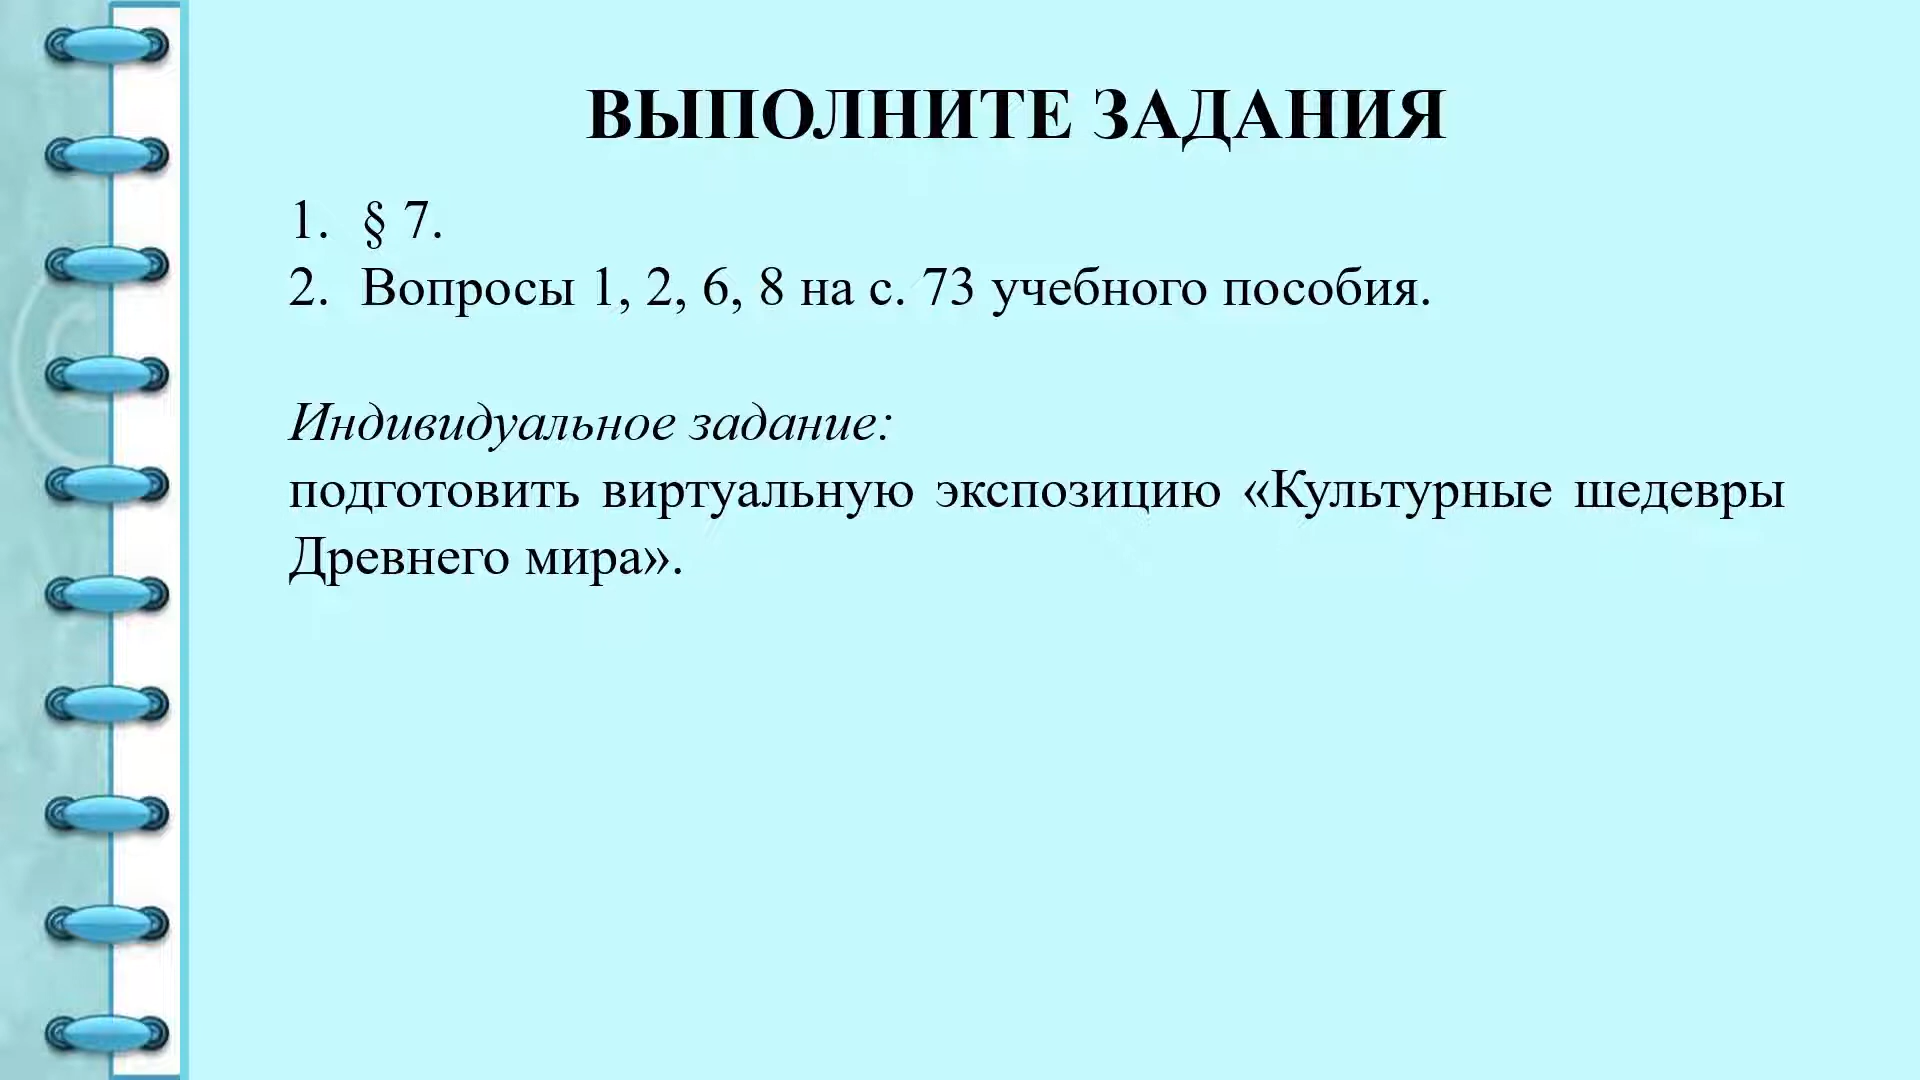 ВЫПОЛНИТЕ ЗАДАНИЯ
1. § 7.
2. Вопросы 1, 2, 6, 8 на с. 73 учебного пособия.
Индивидуальное задание:
подготовить виртуальную экспозицию «Культурные шедевры
Древнего мира».